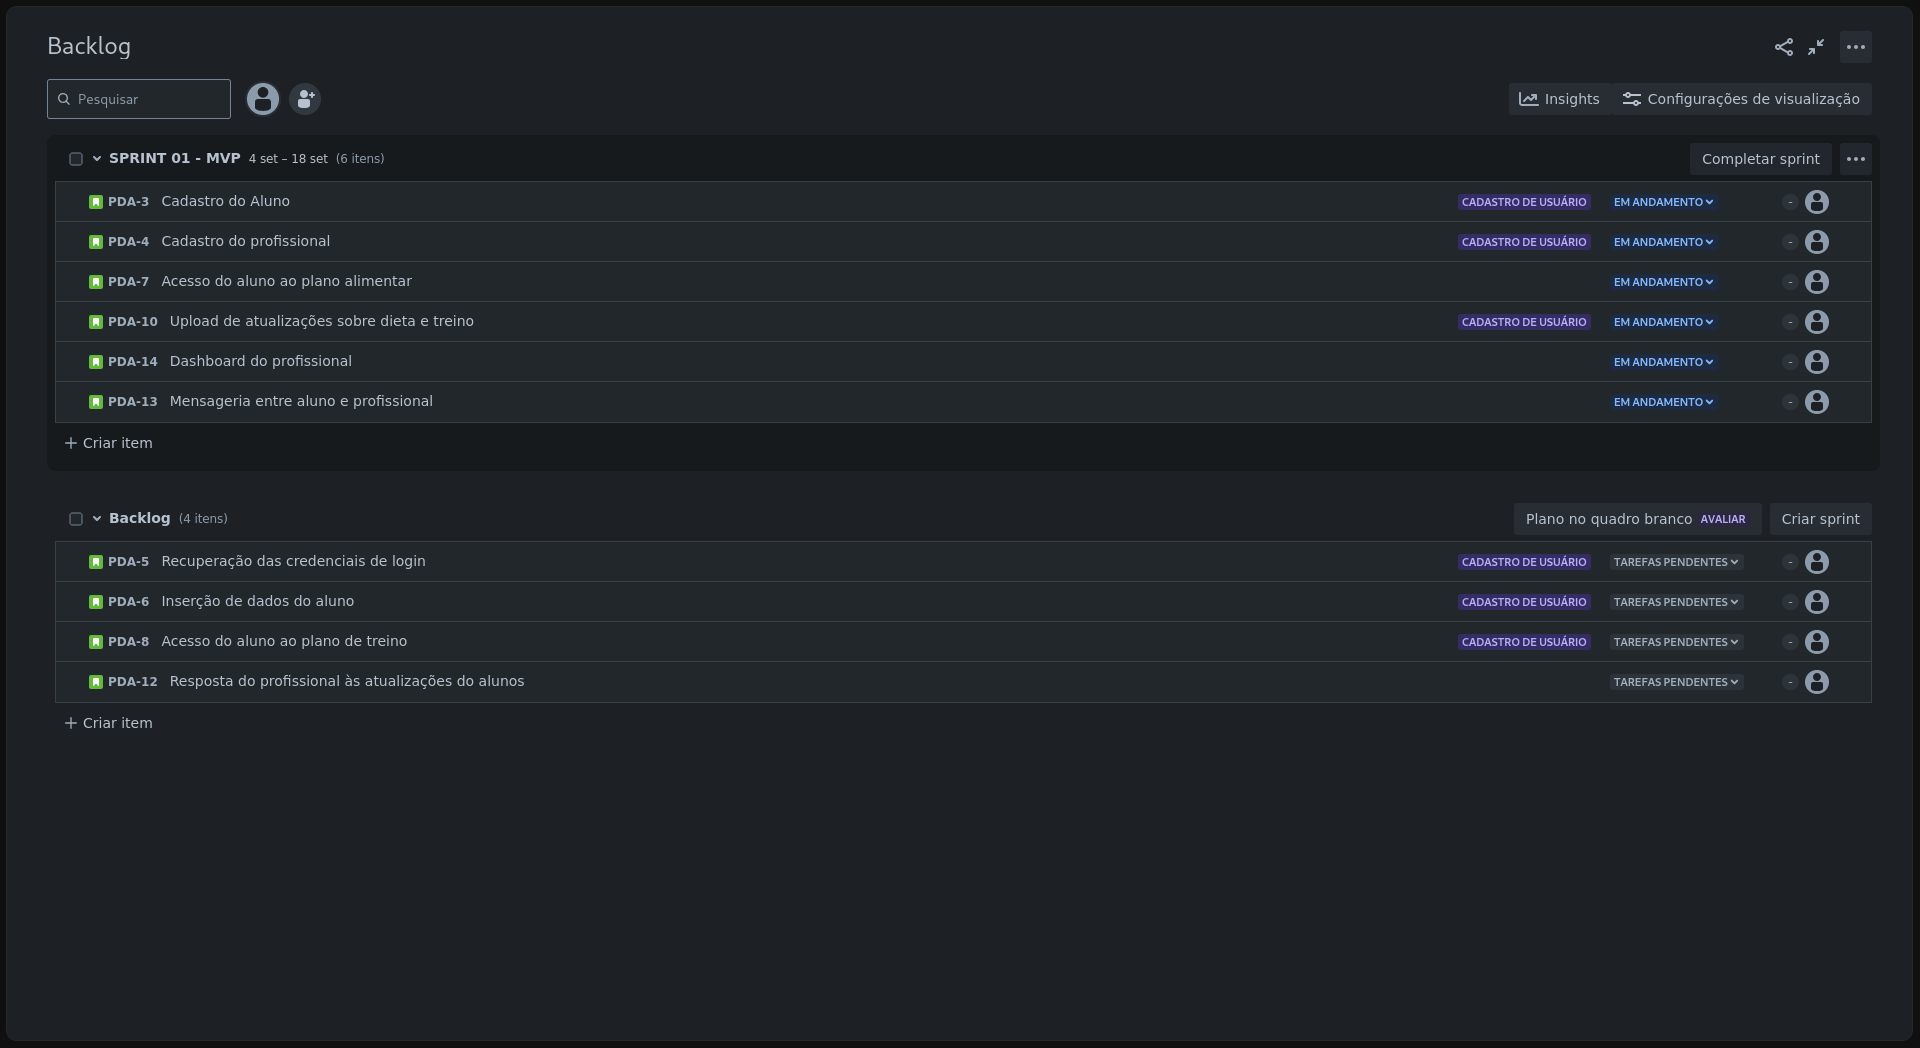 Backlog
Pesquisar
Insights
Configurações de visualização
SPRINT 01 - MVP 4 set – 18 set (6 itens)
Completar sprint
PDA-3 Cadastro do Aluno CADASTRO DE USUÁRIO EM ANDAMENTO -
PDA-4 Cadastro do profissional CADASTRO DE USUÁRIO EM ANDAMENTO -
PDA-7 Acesso do aluno ao plano alimentar EM ANDAMENTO -
PDA-10 Upload de atualizações sobre dieta e treino CADASTRO DE USUÁRIO EM ANDAMENTO -
PDA-14 Dashboard do profissional EM ANDAMENTO -
PDA-13 Mensageria entre aluno e profissional EM ANDAMENTO -
+ Criar item
Backlog (4 itens)
Plano no quadro branco AVALIAR
Criar sprint
PDA-5 Recuperação das credenciais de login CADASTRO DE USUÁRIO TAREFAS PENDENTES -
PDA-6 Inserção de dados do aluno CADASTRO DE USUÁRIO TAREFAS PENDENTES -
PDA-8 Acesso do aluno ao plano de treino CADASTRO DE USUÁRIO TAREFAS PENDENTES -
PDA-12 Resposta do profissional às atualizações do alunos TAREFAS PENDENTES -
+ Criar item